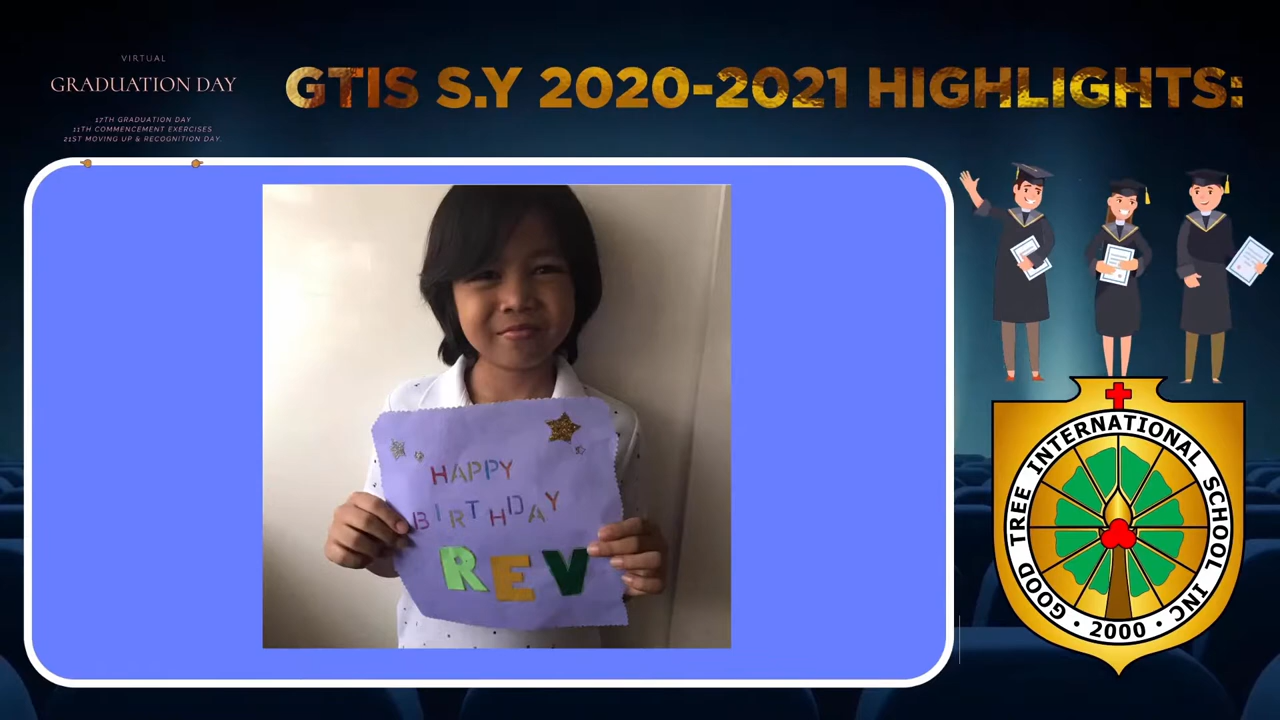 VIRTUAL
GRADUATION DAY
17TH GRADUATION DAY
11TH COMMENCEMENT EXERCISES
21ST MOVING UP & RECOGNITION DAY.
GTIS S.Y 2020-2021 HIGHLIGHTS:
HAPPY
BIRTHDAY
REV
GOOD TREE INTERNATIONAL SCHOOL INC
• 2000 •